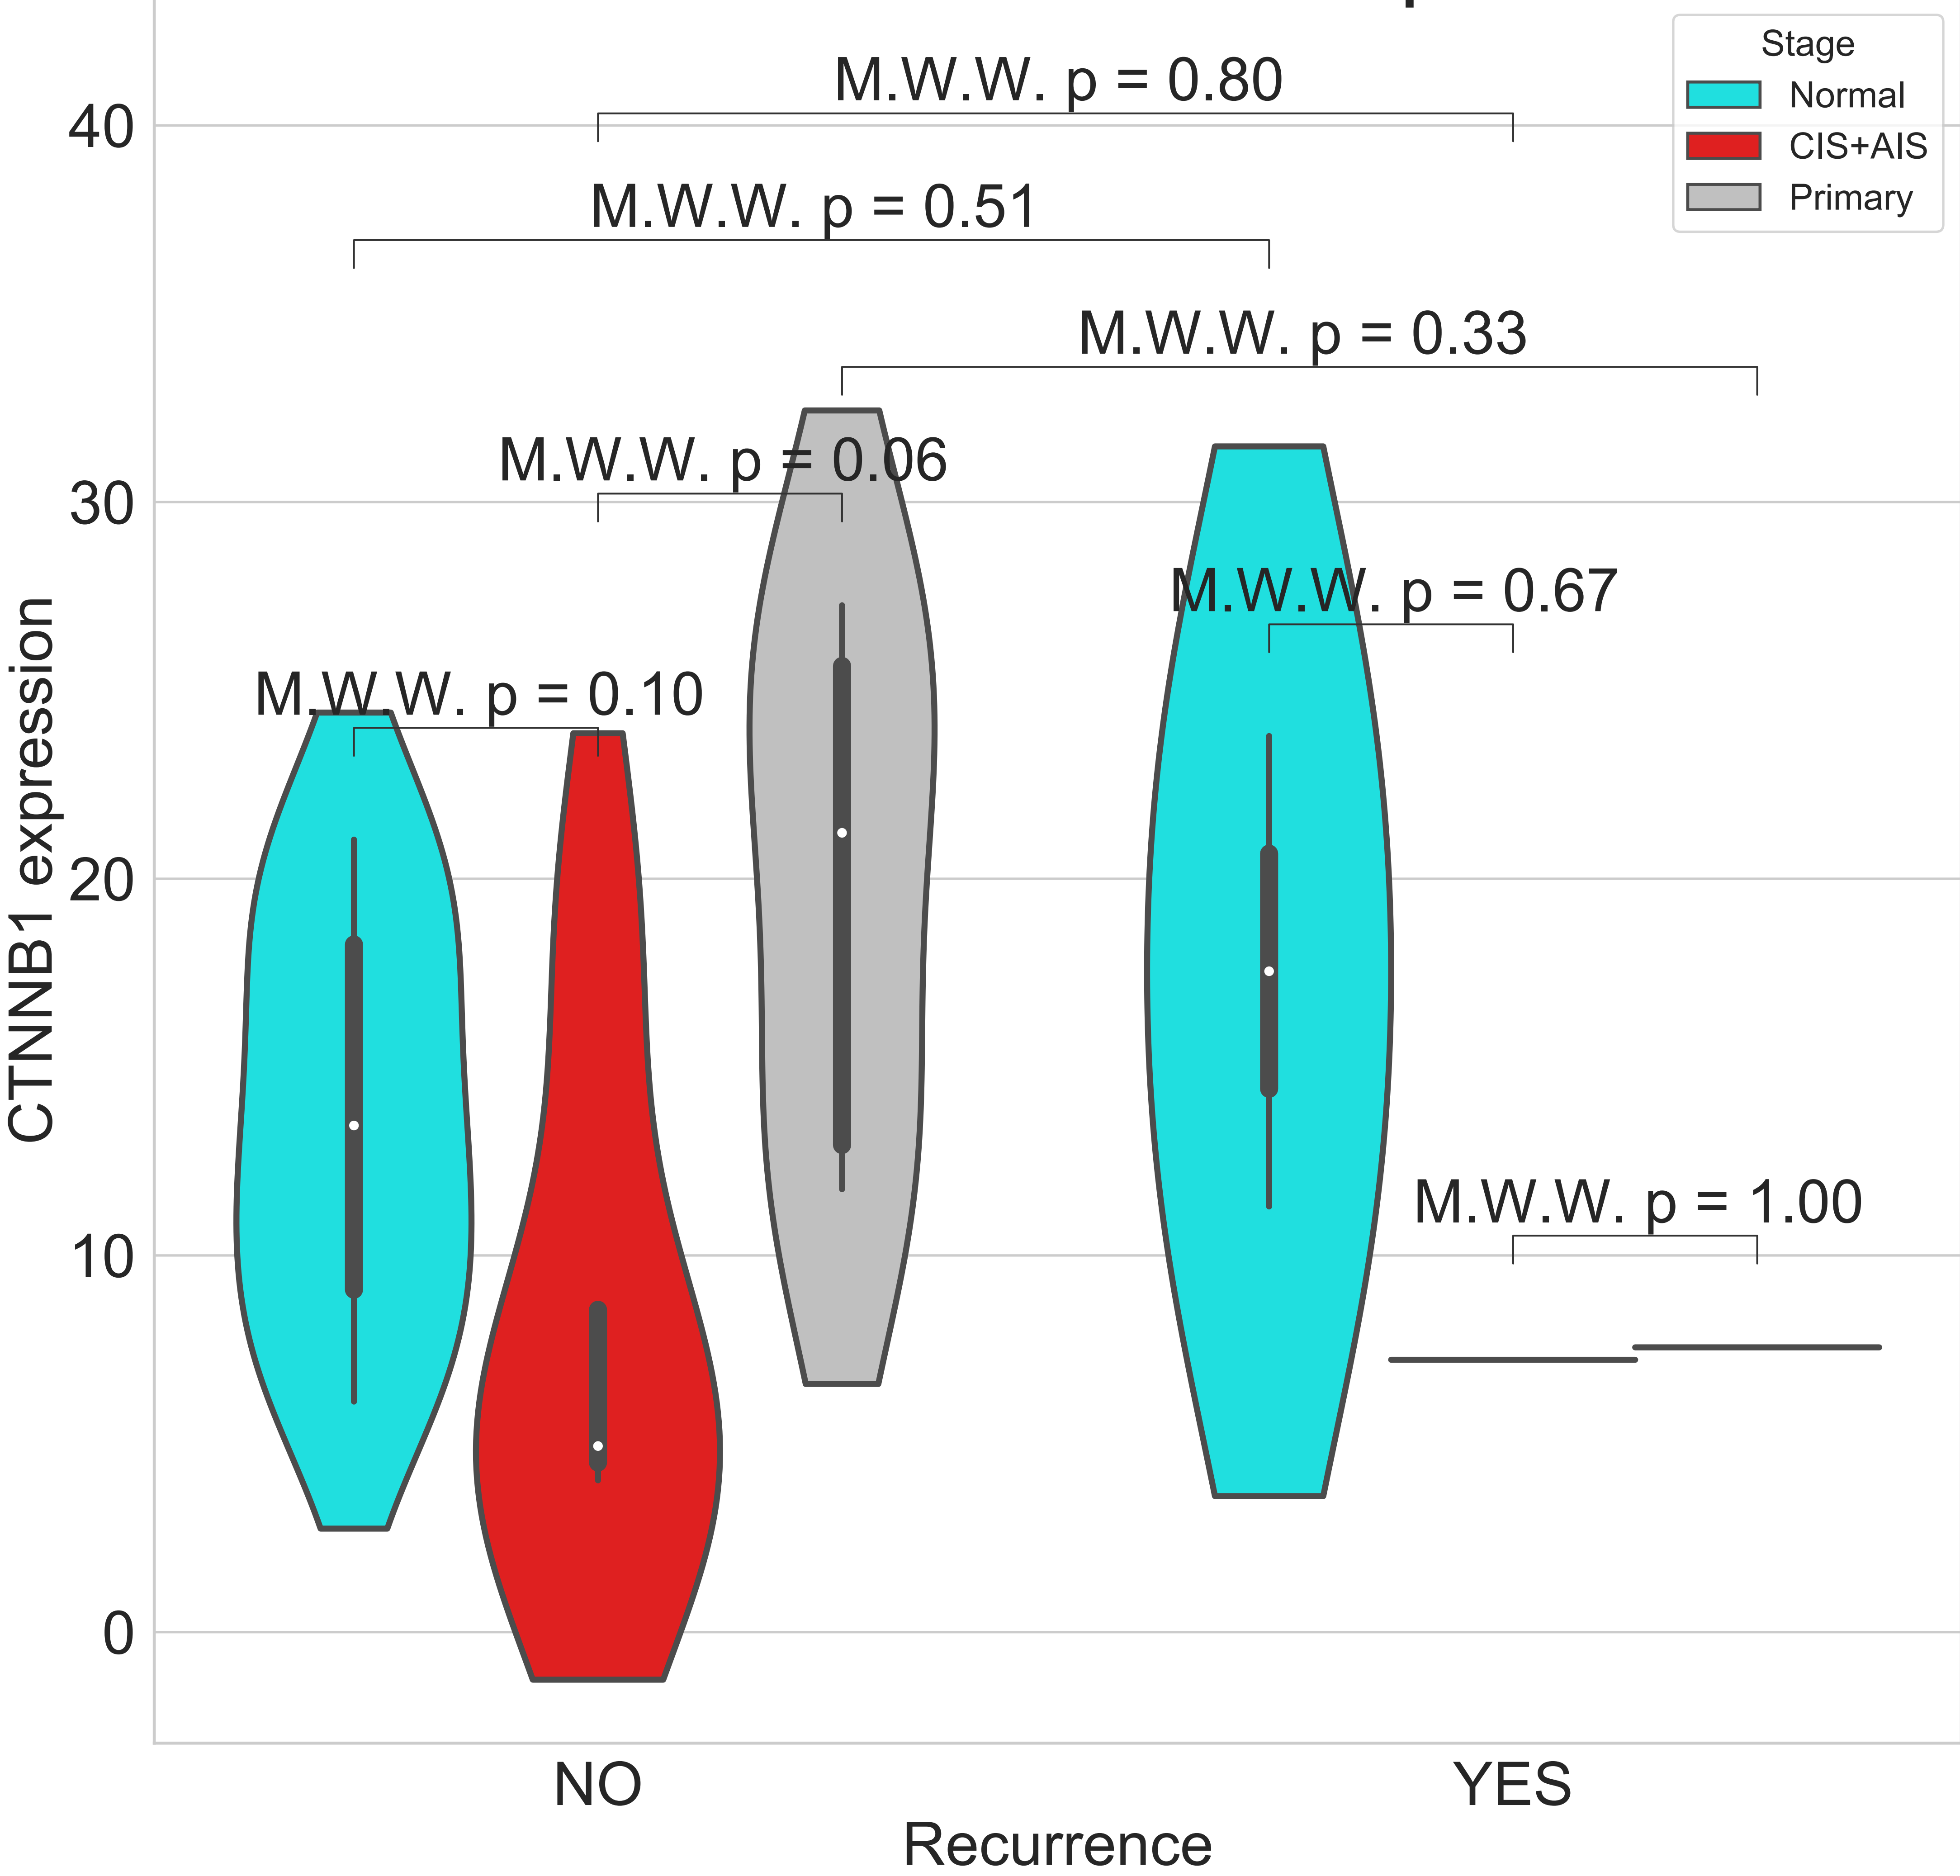 Stage
Normal
CIS+AIS
Primary
M.W.W. p = 0.80
40
M.W.W. p = 0.51
M.W.W. p = 0.33
M.W.W. p = 0.06
30
M.W.W. p = 0.67
M.W.W. p = 0.10
CTNNB1 expression
20
M.W.W. p = 1.00
10
0
NO
YES
Recurrence